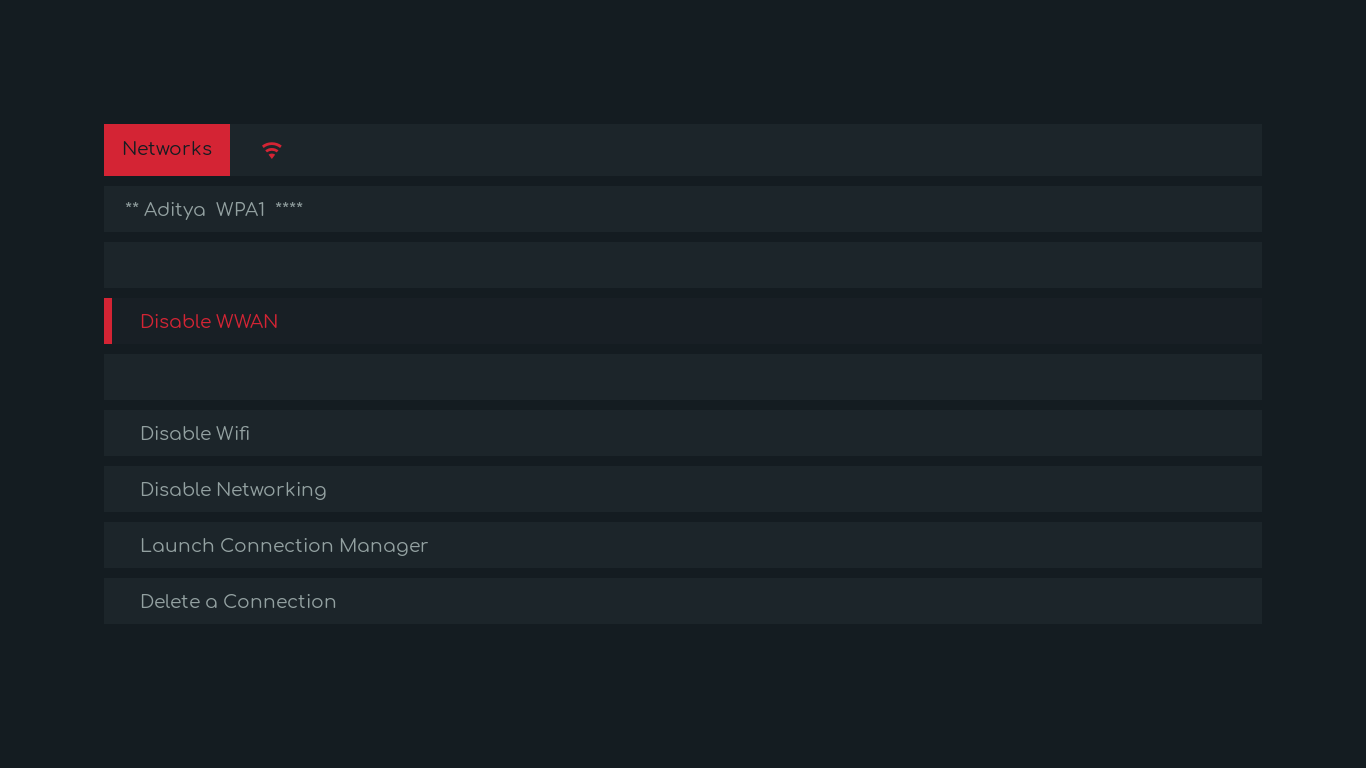 Networks
** Aditya  WPA1  ****
Disable WWAN
Disable Wifi
Disable Networking
Launch Connection Manager
Delete a Connection